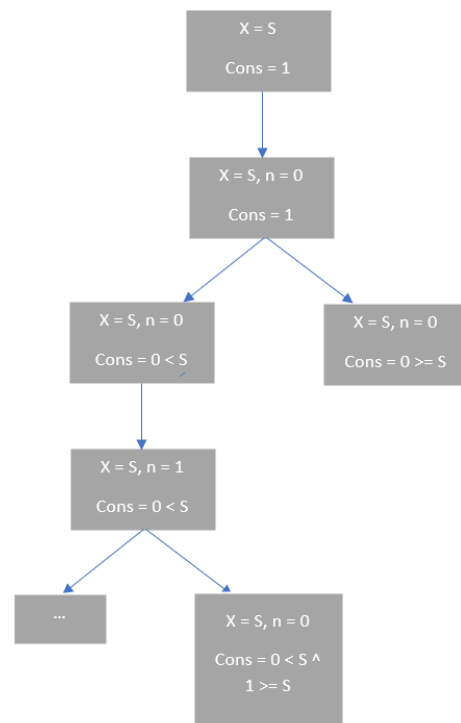 X = S
Cons = 1
X = S, n = 0
Cons = 1
X = S, n = 0
Cons = 0 < S
X = S, n = 0
Cons = 0 >= S
X = S, n = 1
Cons = 0 < S
...
X = S, n = 0
Cons = 0 < S ^
1 >= S